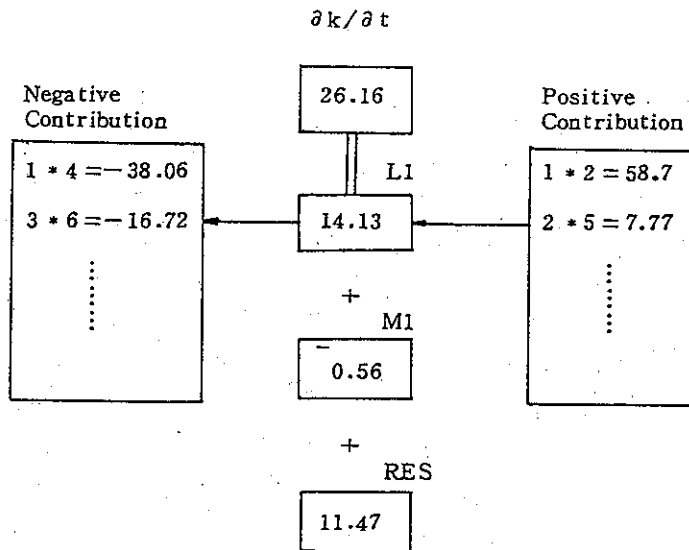 ∂k/∂t
26.16
Negative
Contribution
1 * 4 =−38.06
3 * 6 =−16.72
Positive
Contribution
1 * 2 = 58.7
2 * 5 = 7.77
L1
14.13
+
M1
−0.56
+
RES
11.47